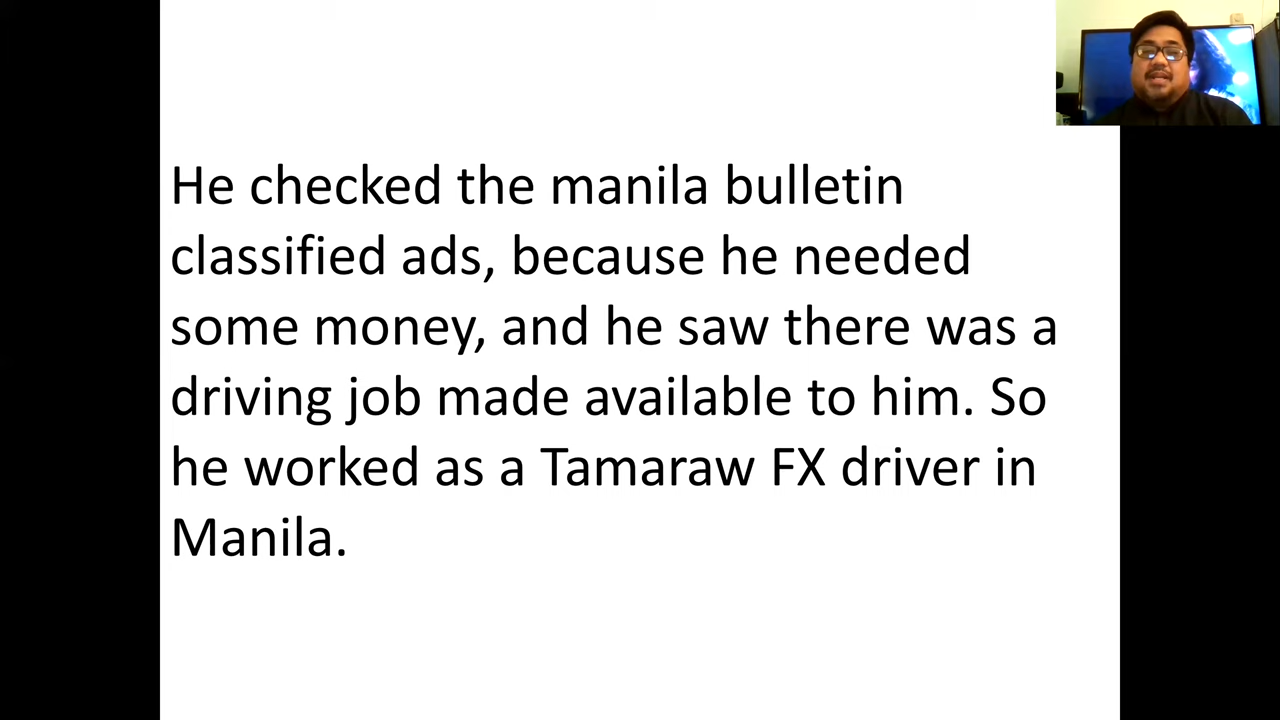 He checked the manila bulletin
classified ads, because he needed
some money, and he saw there was a
driving job made available to him. So
he worked as a Tamaraw FX driver in
Manila.